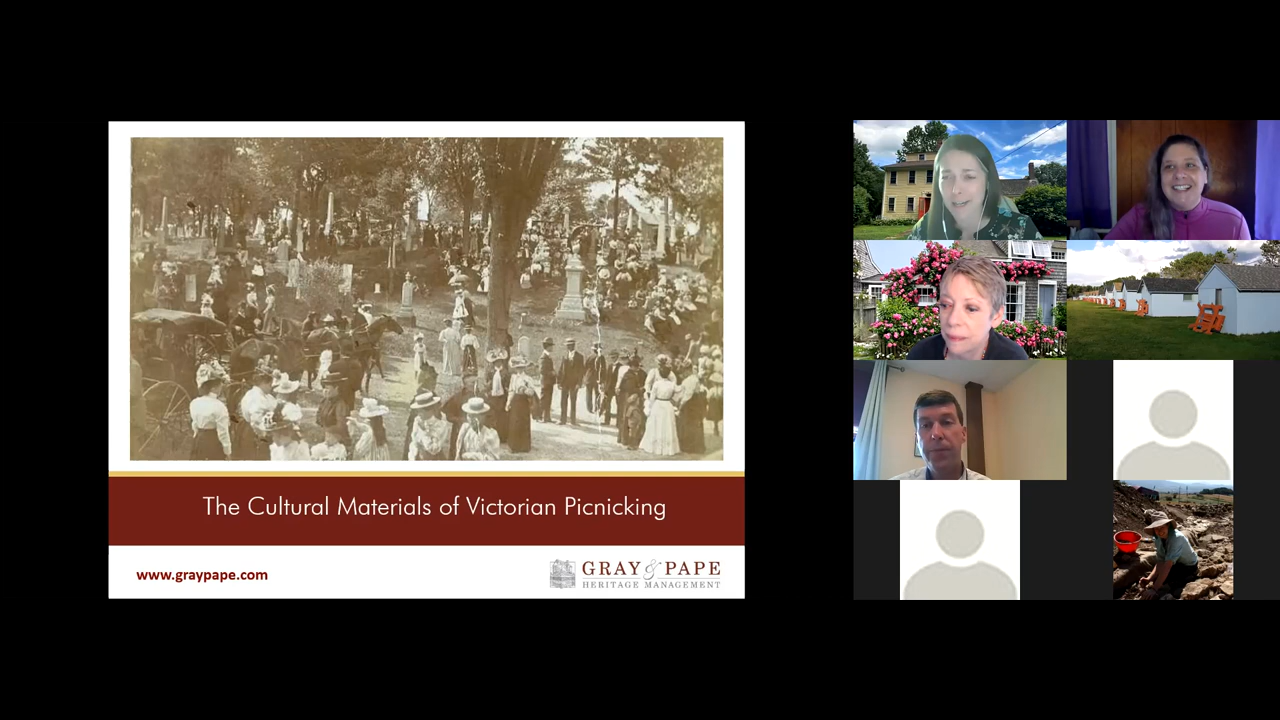 The Cultural Materials of Victorian Picnicking
www.graypape.com
GRAY & PAPE
HERITAGE MANAGEMENT